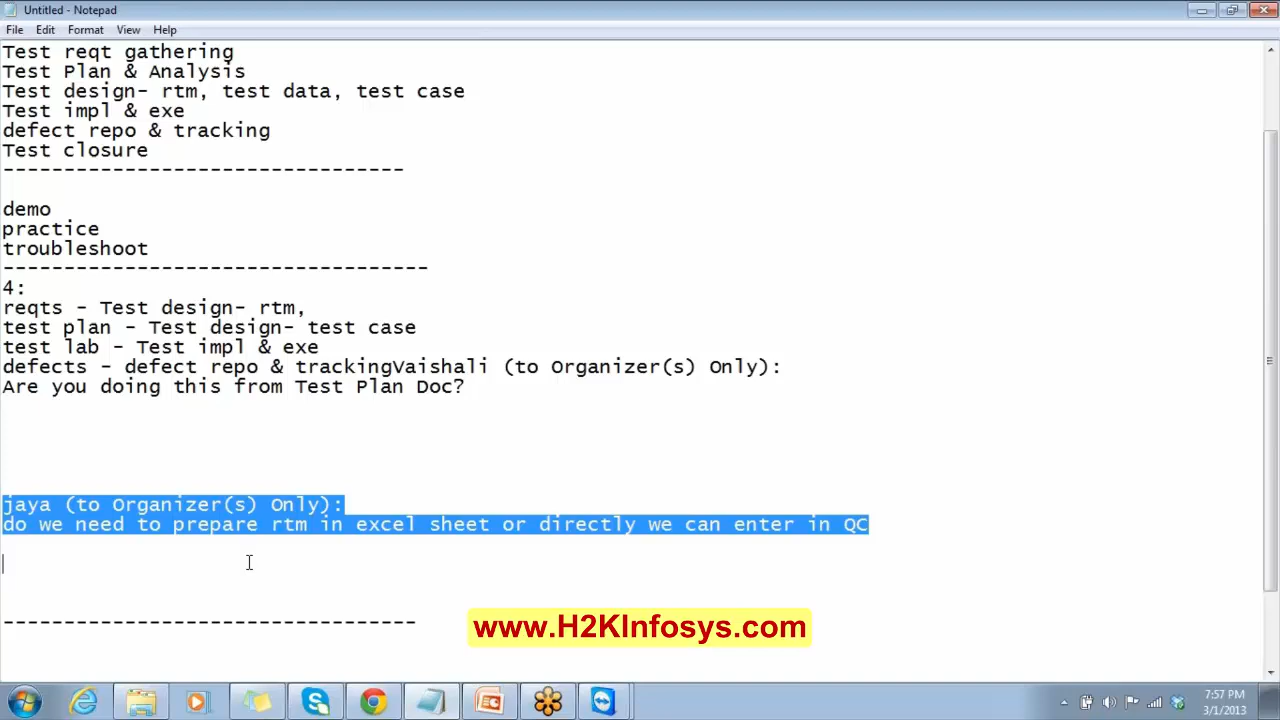 Untitled - Notepad
File Edit Format View Help
Test reqt gathering
Test Plan & Analysis
Test design- rtm, test data, test case
Test impl & exe
defect repo & tracking
Test closure
---------------------------------
demo
practice
troubleshoot
-----------------------------------
4:
reqts - Test design- rtm,
test plan - Test design- test case
test lab - Test impl & exe
defects - defect repo & trackingVaishali (to Organizer(s) Only):
Are you doing this from Test Plan Doc?
jaya (to Organizer(s) Only):
do we need to prepare rtm in excel sheet or directly we can enter in QC
----------------------------------
www.H2KInfosys.com
7:57 PM
3/1/2013